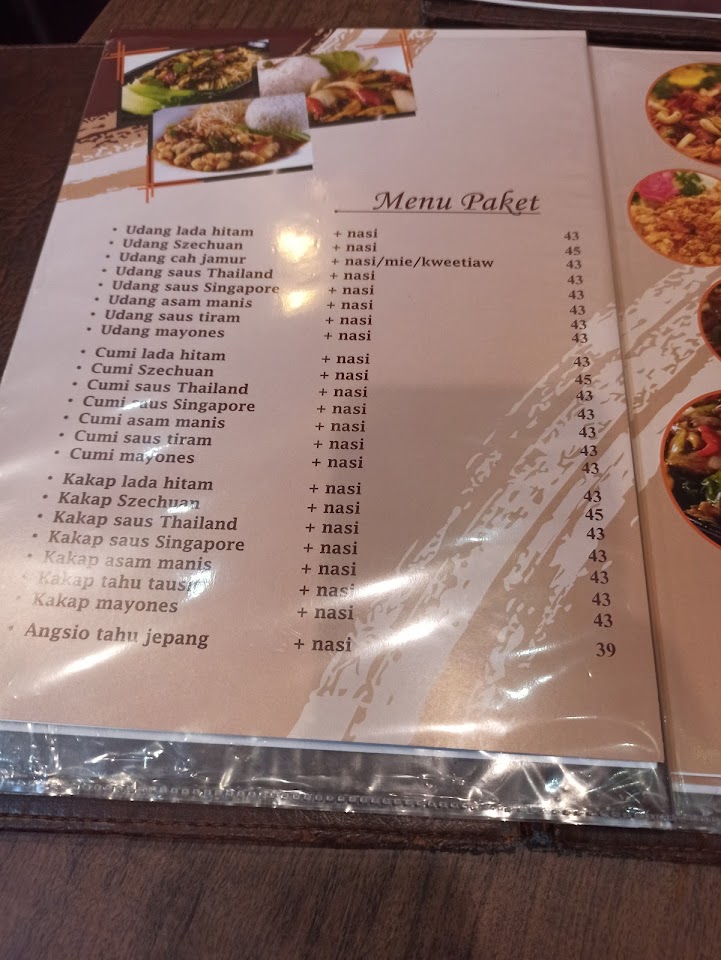 Menu Paket
• Udang lada hitam + nasi 43
• Udang Szechuan + nasi 45
• Udang cah jamur + nasi/mie/kweetiaw 43
• Udang saus Thailand + nasi 43
• Udang saus Singapore + nasi 43
• Udang asam manis + nasi 43
• Udang saus tiram + nasi 43
• Udang mayones + nasi 43
• Cumi lada hitam + nasi 43
• Cumi Szechuan + nasi 45
• Cumi saus Thailand + nasi 43
• Cumi saus Singapore + nasi 43
• Cumi asam manis + nasi 43
• Cumi saus tiram + nasi 43
• Cumi mayones + nasi 43
• Kakap lada hitam + nasi 43
• Kakap Szechuan + nasi 45
• Kakap saus Thailand + nasi 43
• Kakap saus Singapore + nasi 43
• Kakap asam manis + nasi 43
• Kakap tahu tausi + nasi 43
• Kakap mayones + nasi 43
• Angsio tahu jepang + nasi 39